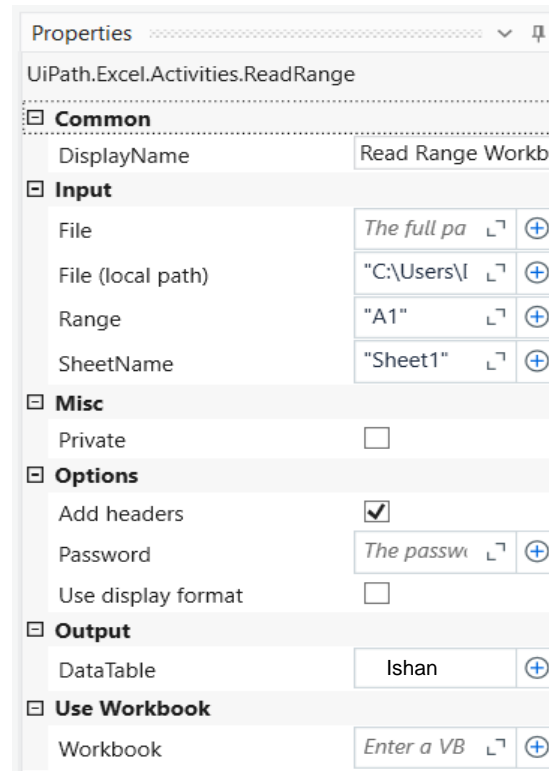 Properties
UiPath.Excel.Activities.ReadRange
Common
DisplayName Read Range Workb
Input
File The full pa
File (local path) "C:\Users\I
Range "A1"
SheetName "Sheet1"
Misc
Private
Options
Add headers
Password The passw
Use display format
Output
DataTable Ishan
Use Workbook
Workbook Enter a VB